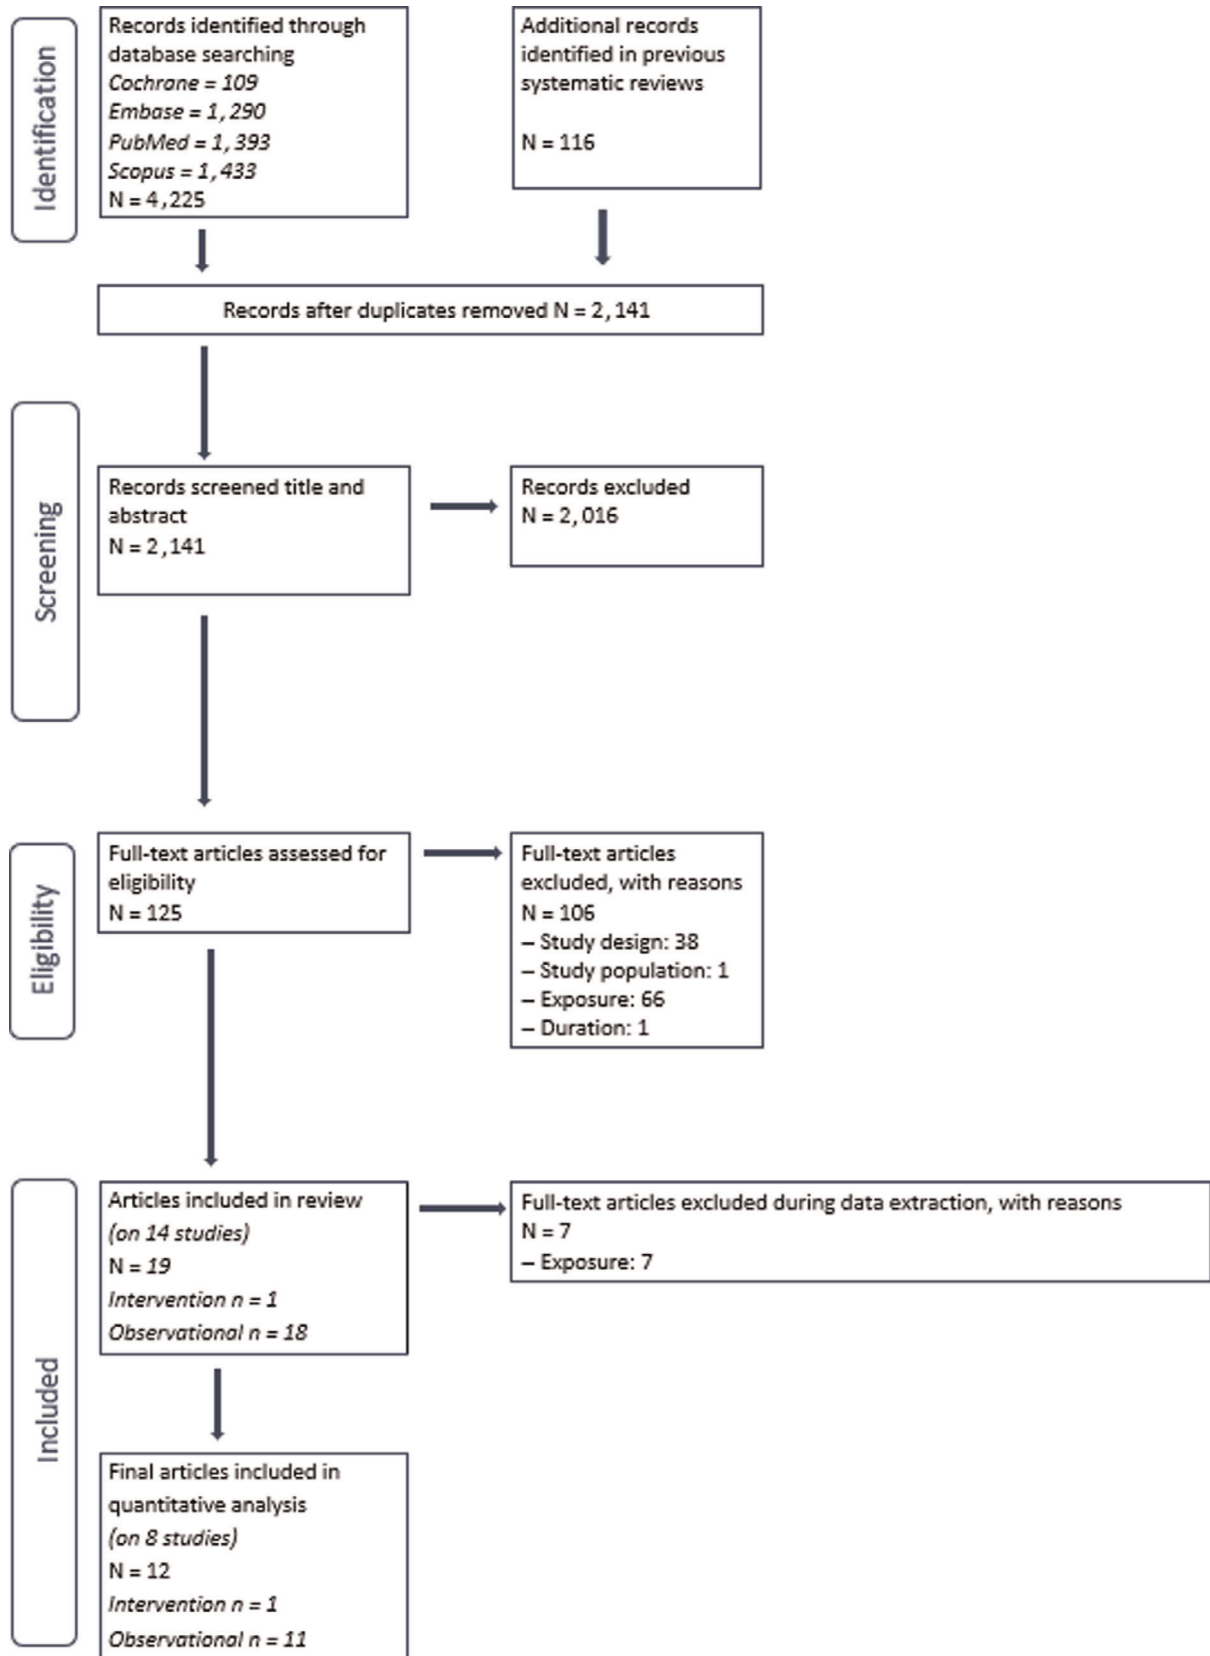 Identification
Records identified through
database searching
Cochrane = 109
Embase = 1,290
PubMed = 1,393
Scopus = 1,433
N = 4,225
Additional records
identified in previous
systematic reviews
N = 116
Records after duplicates removed N = 2,141
Screening
Records screened title and
abstract
N = 2,141
Records excluded
N = 2,016
Eligibility
Full-text articles assessed for
eligibility
N = 125
Full-text articles
excluded, with reasons
N = 106
– Study design: 38
– Study population: 1
– Exposure: 66
– Duration: 1
Included
Articles included in review
(on 14 studies)
N = 19
Intervention n = 1
Observational n = 18
Full-text articles excluded during data extraction, with reasons
N = 7
– Exposure: 7
Final articles included in
quantitative analysis
(on 8 studies)
N = 12
Intervention n = 1
Observational n = 11